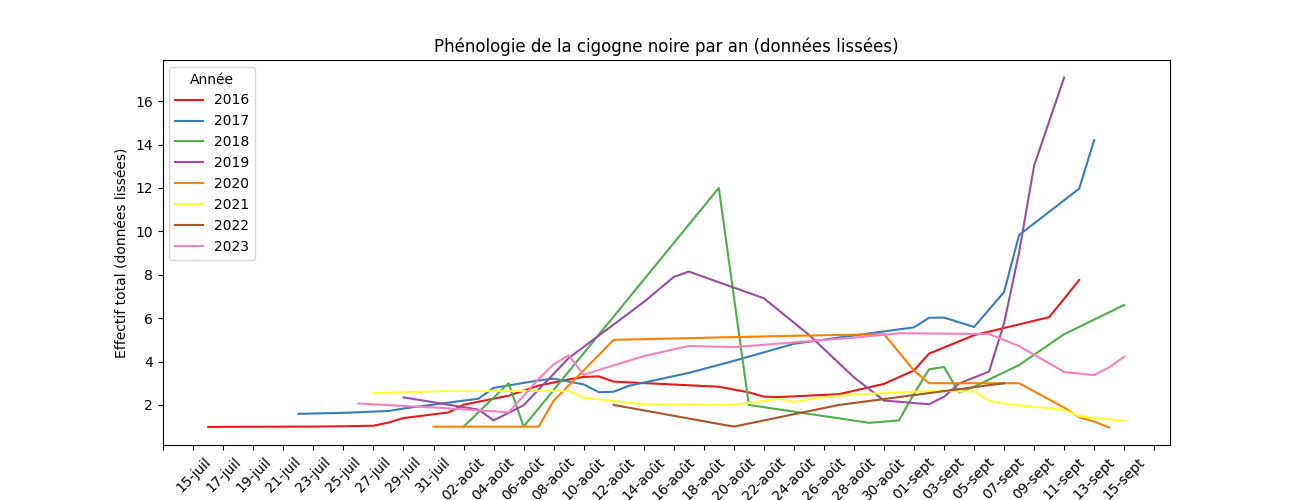 Phénologie de la cigogne noire par an (données lissées)
Année
2016
2017
2018
2019
2020
2021
2022
2023
Effectif total (données lissées)
16
14
12
10
8
6
4
2
15-juil
17-juil
19-juil
21-juil
23-juil
25-juil
27-juil
29-juil
31-juil
02-août
04-août
06-août
08-août
10-août
12-août
14-août
16-août
18-août
20-août
22-août
24-août
26-août
28-août
30-août
01-sept
03-sept
05-sept
07-sept
09-sept
11-sept
13-sept
15-sept